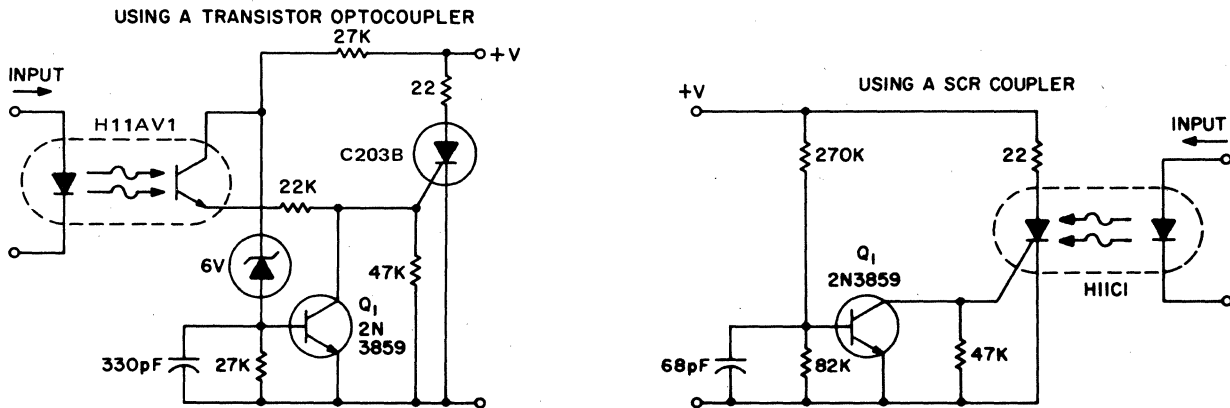 USING A TRANSISTOR OPTOCOUPLER
27K
+V
INPUT
22
H11AV1
C203B
22K
6V
47K
Q1
2N
3859
330pF
27K
USING A SCR COUPLER
+V
INPUT
270K
22
Q1
2N3859
H11C1
68pF
82K
47K